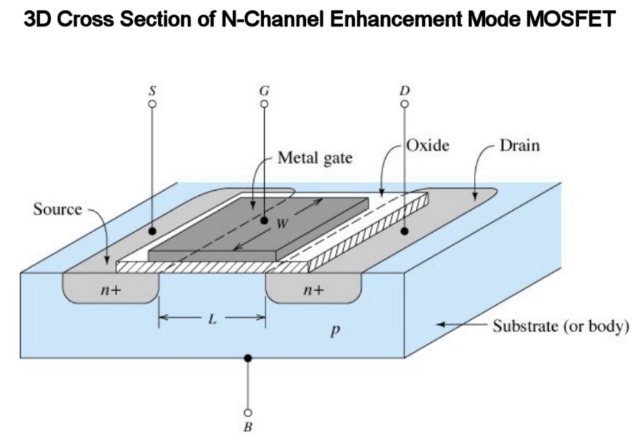 3D Cross Section of N-Channel Enhancement Mode MOSFET
S
G
D
Oxide
Drain
Metal gate
Source
W
n+
n+
L
p
Substrate (or body)
B